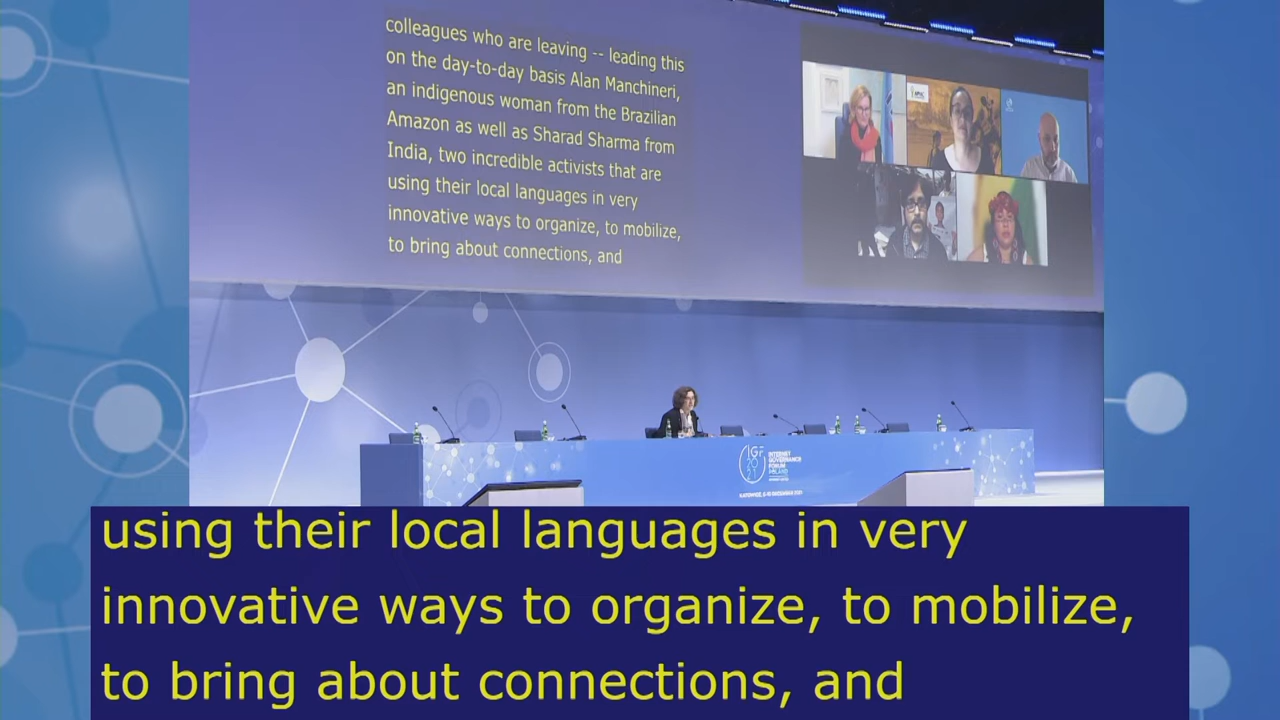 colleagues who are leaving -- leading this
on the day-to-day basis Alan Manchineri,
an indigenous woman from the Brazilian
Amazon as well as Sharad Sharma from
India, two incredible activists that are
using their local languages in very
innovative ways to organize, to mobilize,
to bring about connections, and
IGF
20
21
INTERNET
GOVERNANCE
FORUM
POLAND
using their local languages in very
innovative ways to organize, to mobilize,
to bring about connections, and